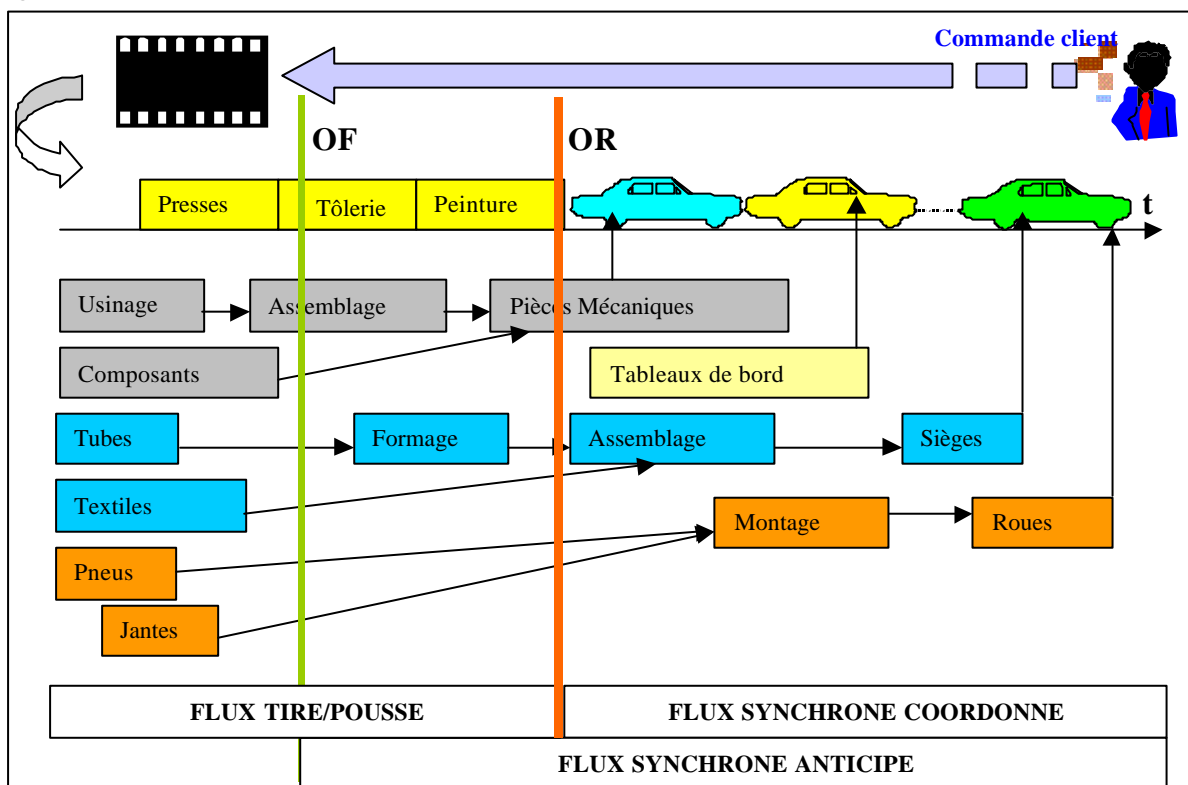 Commande client
OF
OR
Presses
Tôlerie
Peinture
t
Usinage
Assemblage
Pièces Mécaniques
Composants
Tableaux de bord
Tubes
Formage
Assemblage
Sièges
Textiles
Montage
Roues
Pneus
Jantes
FLUX TIRE/POUSSE
FLUX SYNCHRONE COORDONNE
FLUX SYNCHRONE ANTICIPE